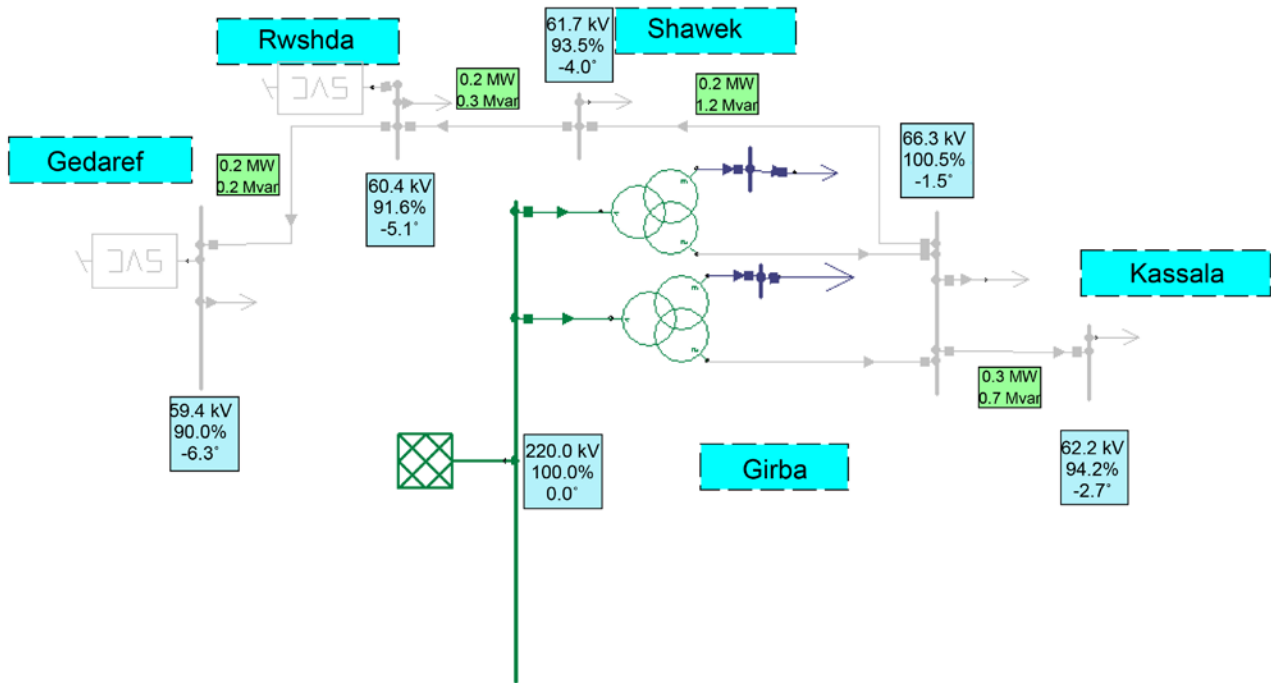 Rwshda
61.7 kV
93.5%
-4.0°
Shawek
SVC
0.2 MW
0.3 Mvar
0.2 MW
1.2 Mvar
Gedaref
0.2 MW
0.2 Mvar
66.3 kV
100.5%
-1.5°
60.4 kV
91.6%
-5.1°
SVC
Kassala
0.3 MW
0.7 Mvar
59.4 kV
90.0%
-6.3°
220.0 kV
100.0%
0.0°
Girba
62.2 kV
94.2%
-2.7°